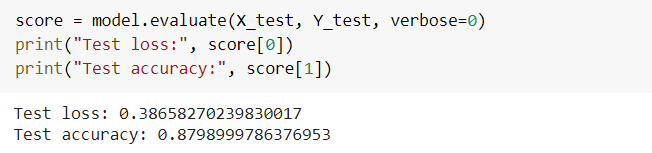 score = model.evaluate(X_test, Y_test, verbose=0)
print("Test loss:", score[0])
print("Test accuracy:", score[1])
Test loss: 0.38658270239830017
Test accuracy: 0.8798999786376953